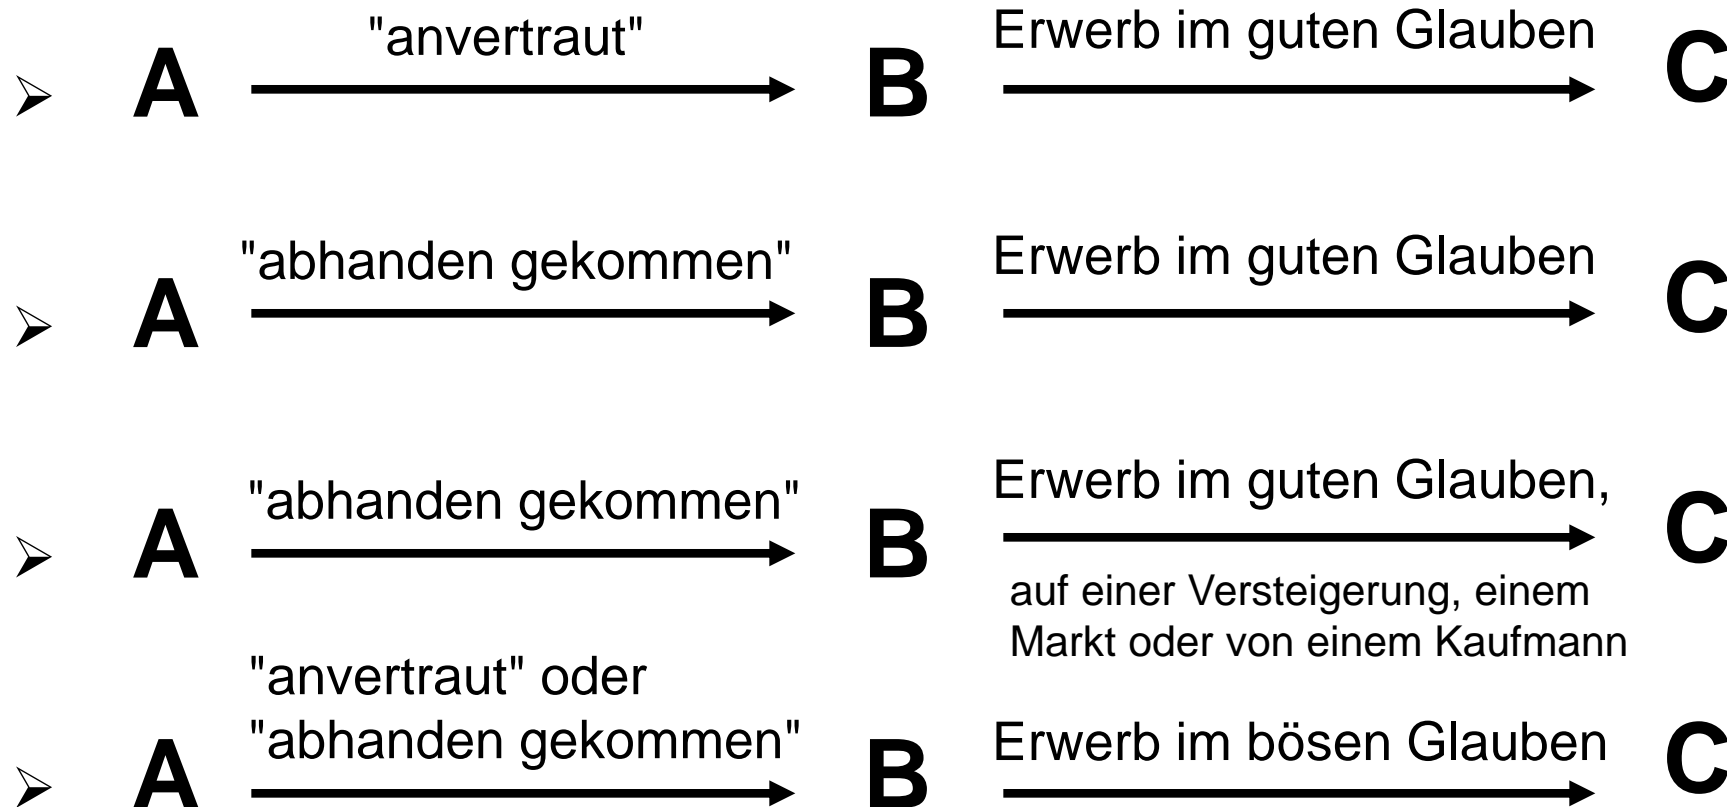 "anvertraut" Erwerb im guten Glauben
➢ A B C
"abhanden gekommen" Erwerb im guten Glauben
➢ A B C
"abhanden gekommen" Erwerb im guten Glauben,
➢ A B C
auf einer Versteigerung, einem
Markt oder von einem Kaufmann
"anvertraut" oder
"abhanden gekommen" Erwerb im bösen Glauben
➢ A B C